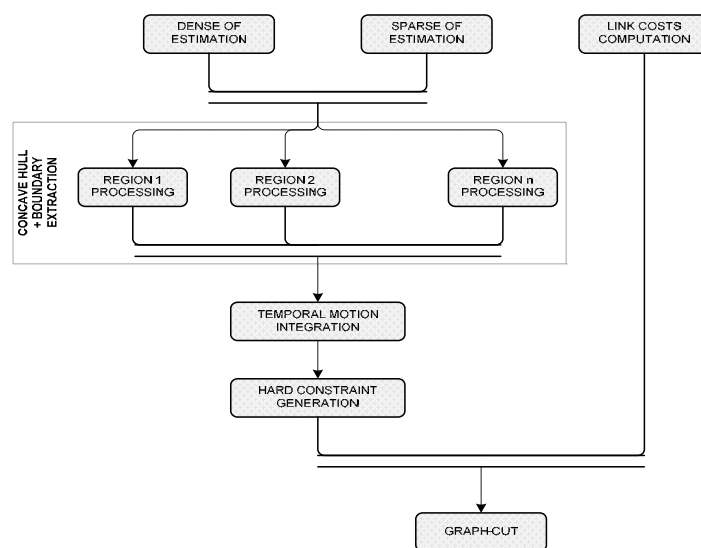 DENSE OF
ESTIMATION
SPARSE OF
ESTIMATION
LINK COSTS
COMPUTATION
CONCAVE HULL
+ BOUNDARY
EXTRACTION
REGION 1
PROCESSING
REGION 2
PROCESSING
REGION n
PROCESSING
TEMPORAL MOTION
INTEGRATION
HARD CONSTRAINT
GENERATION
GRAPH-CUT